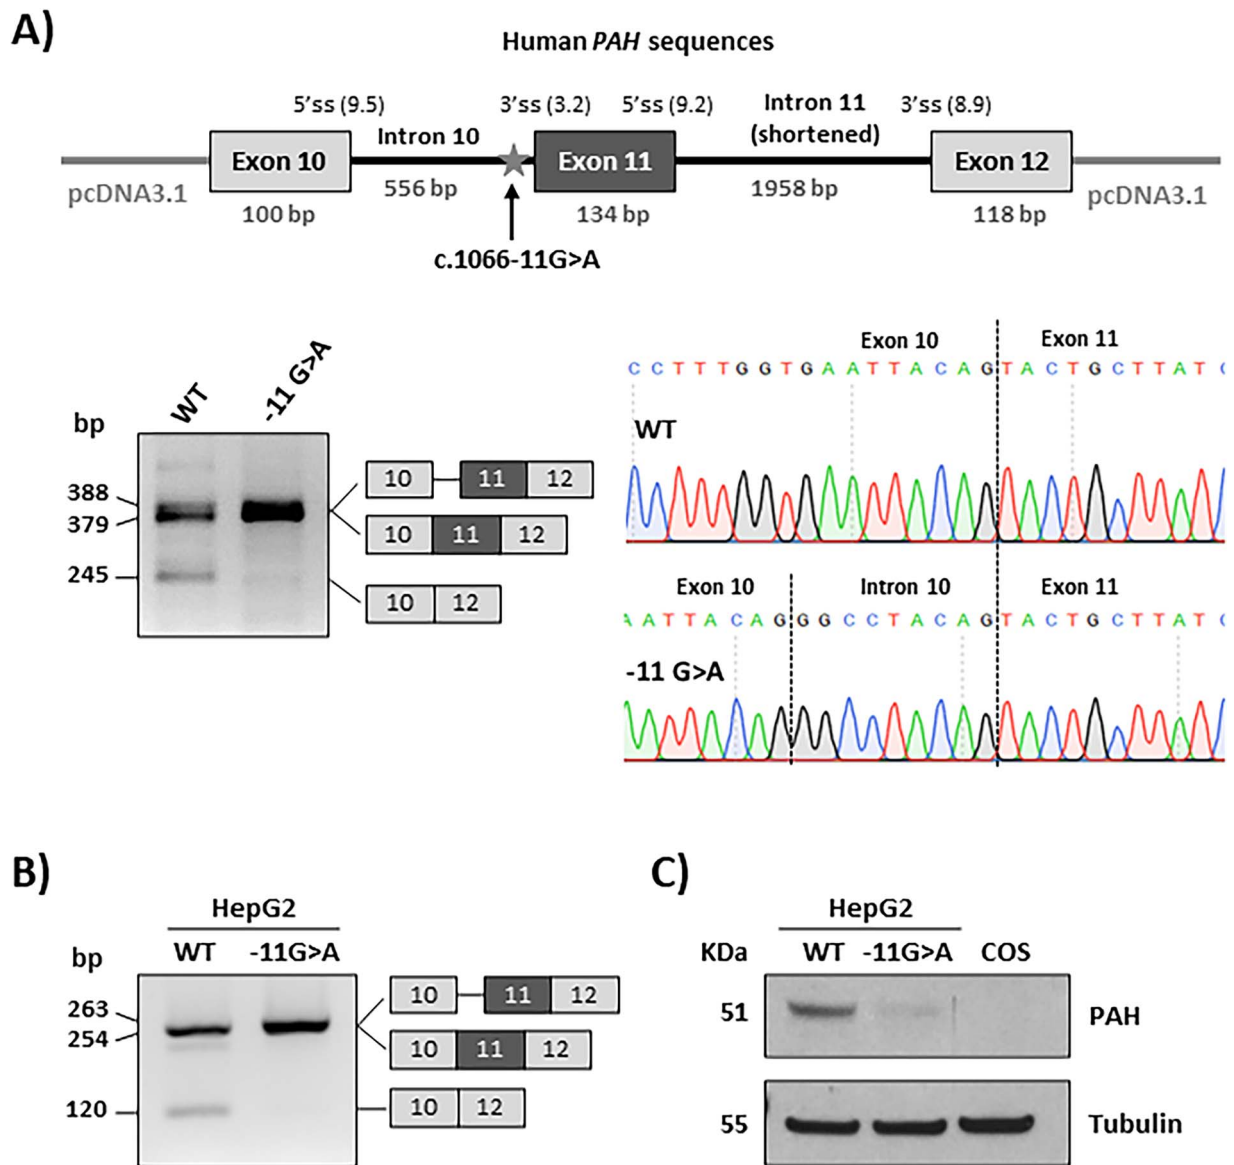 A)
Human PAH sequences
5'ss (9.5) 3'ss (3.2) 5'ss (9.2) Intron 11 (shortened) 3'ss (8.9)
Intron 10
Exon 10 Exon 11 Exon 12
pcDNA3.1 556 bp 1958 bp pcDNA3.1
100 bp 134 bp 118 bp
c.1066-11G>A
bp WT -11 G>A
388
379
245
10 11 12
10 11 12
10 12
Exon 10 Exon 11
C C T T T G G T G A A T T A C A G T A C T G C T T A T C
WT
Exon 10 Intron 10 Exon 11
A A T T A C A G G G C C T A C A G T A C T G C T T A T C
-11 G>A
B)
HepG2
bp WT -11G>A
263
254
120
10 11 12
10 11 12
10 12
C)
HepG2
KDa WT -11G>A COS
51 PAH
55 Tubulin